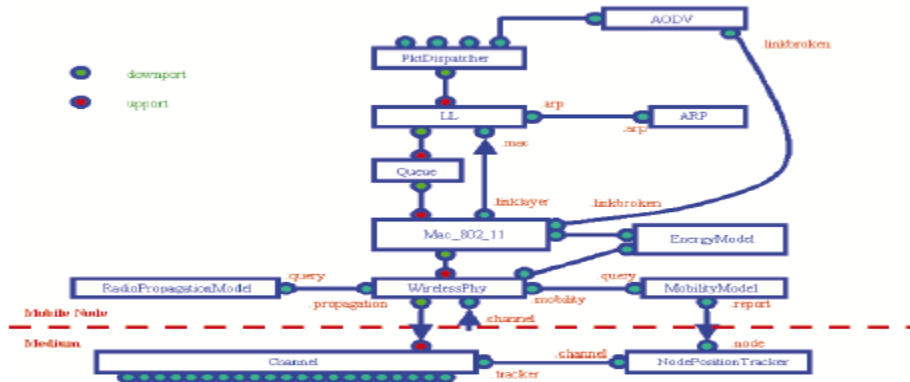 AODV
.linkbroken
PktDispatcher
downport
upport
.arp
LL
ARP
.arp
.mac
Queue
.linklayer
.linkbroken
Mac_802_11
EnergyModel
.query
.query
RadioPropagationModel
WirelessPhy
MobilityModel
.propagation
.mobility
.report
Mobile Node
.channel
Medium
.node
.channel
Channel
NodePositionTracker
.tracker